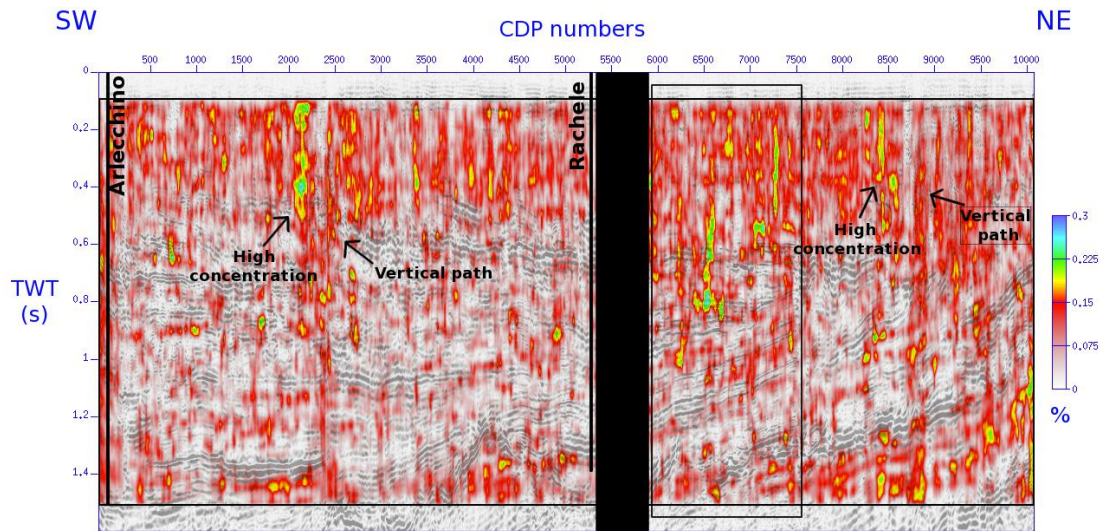 SW
NE
CDP numbers
500 1000 1500 2000 2500 3000 3500 4000 4500 5000 6000 6500 7000 7500 8000 8500 9000 9500 10000
0
0.2
0.4
0.6
0.8
1
1.2
1.4
TWT
(s)
Arlecchino
Rachele
High
concentration
Vertical path
High
concentration
Vertical
path
0.3
0.225
0.15
0.075
0
%